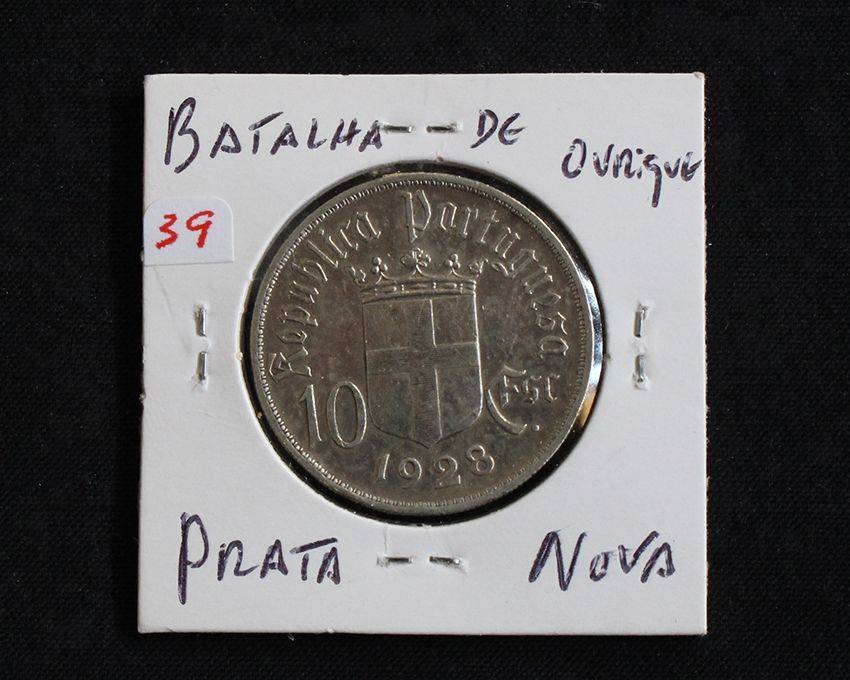 BATALHA DE OURIQUE
39
Republica Portuguesa
10 Esc.
1928
PRATA NOVA